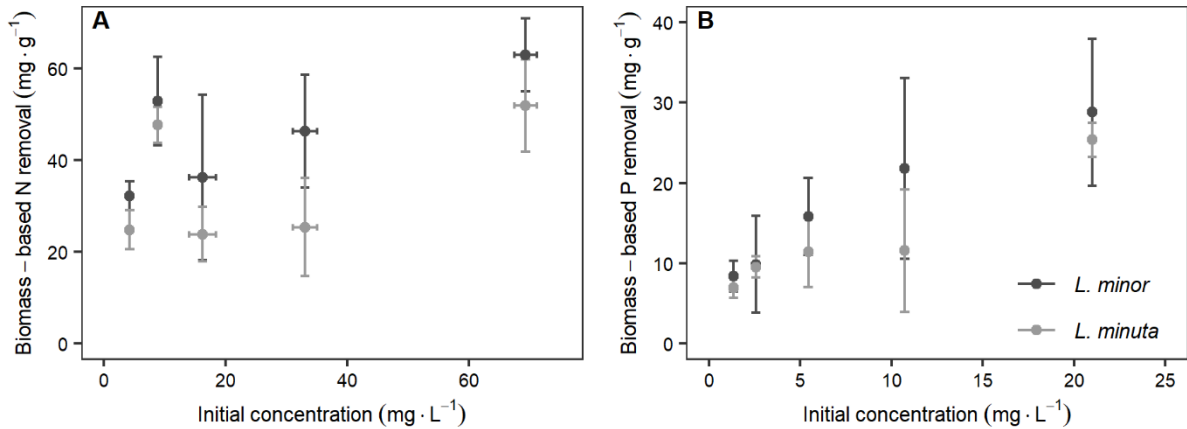 A
Biomass – based N removal (mg · g⁻¹)
60
40
20
0
0 20 40 60
Initial concentration (mg · L⁻¹)
B
Biomass – based P removal (mg · g⁻¹)
40
30
20
10
0
L. minor
L. minuta
0 5 10 15 20 25
Initial concentration (mg · L⁻¹)